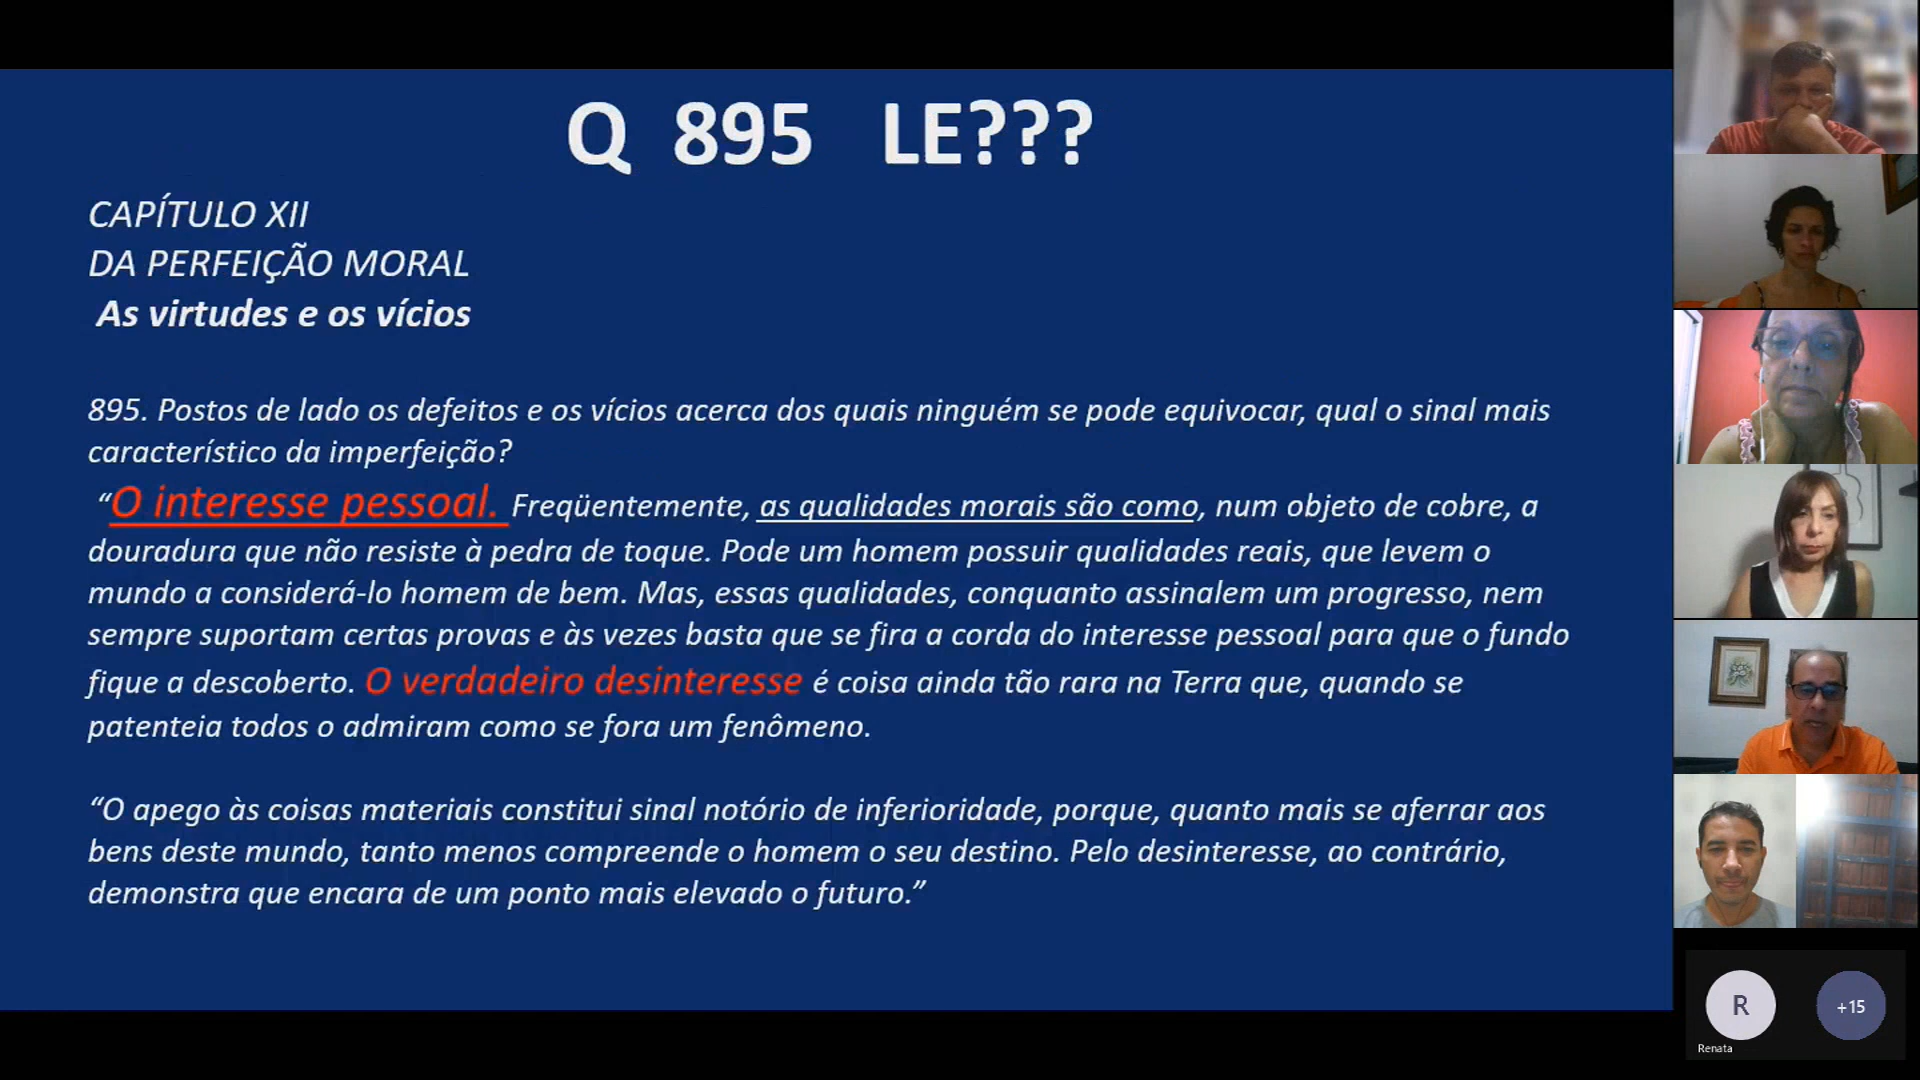 Q 895 LE???
CAPÍTULO XII
DA PERFEIÇÃO MORAL
As virtudes e os vícios
895. Postos de lado os defeitos e os vícios acerca dos quais ninguém se pode equivocar, qual o sinal mais
característico da imperfeição?
“O interesse pessoal. Freqüentemente, as qualidades morais são como, num objeto de cobre, a
douradura que não resiste à pedra de toque. Pode um homem possuir qualidades reais, que levem o
mundo a considerá-lo homem de bem. Mas, essas qualidades, conquanto assinalem um progresso, nem
sempre suportam certas provas e às vezes basta que se fira a corda do interesse pessoal para que o fundo
fique a descoberto. O verdadeiro desinteresse é coisa ainda tão rara na Terra que, quando se
patenteia todos o admiram como se fora um fenômeno.
“O apego às coisas materiais constitui sinal notório de inferioridade, porque, quanto mais se aferrar aos
bens deste mundo, tanto menos compreende o homem o seu destino. Pelo desinteresse, ao contrário,
demonstra que encara de um ponto mais elevado o futuro.”
R
+15
Renata